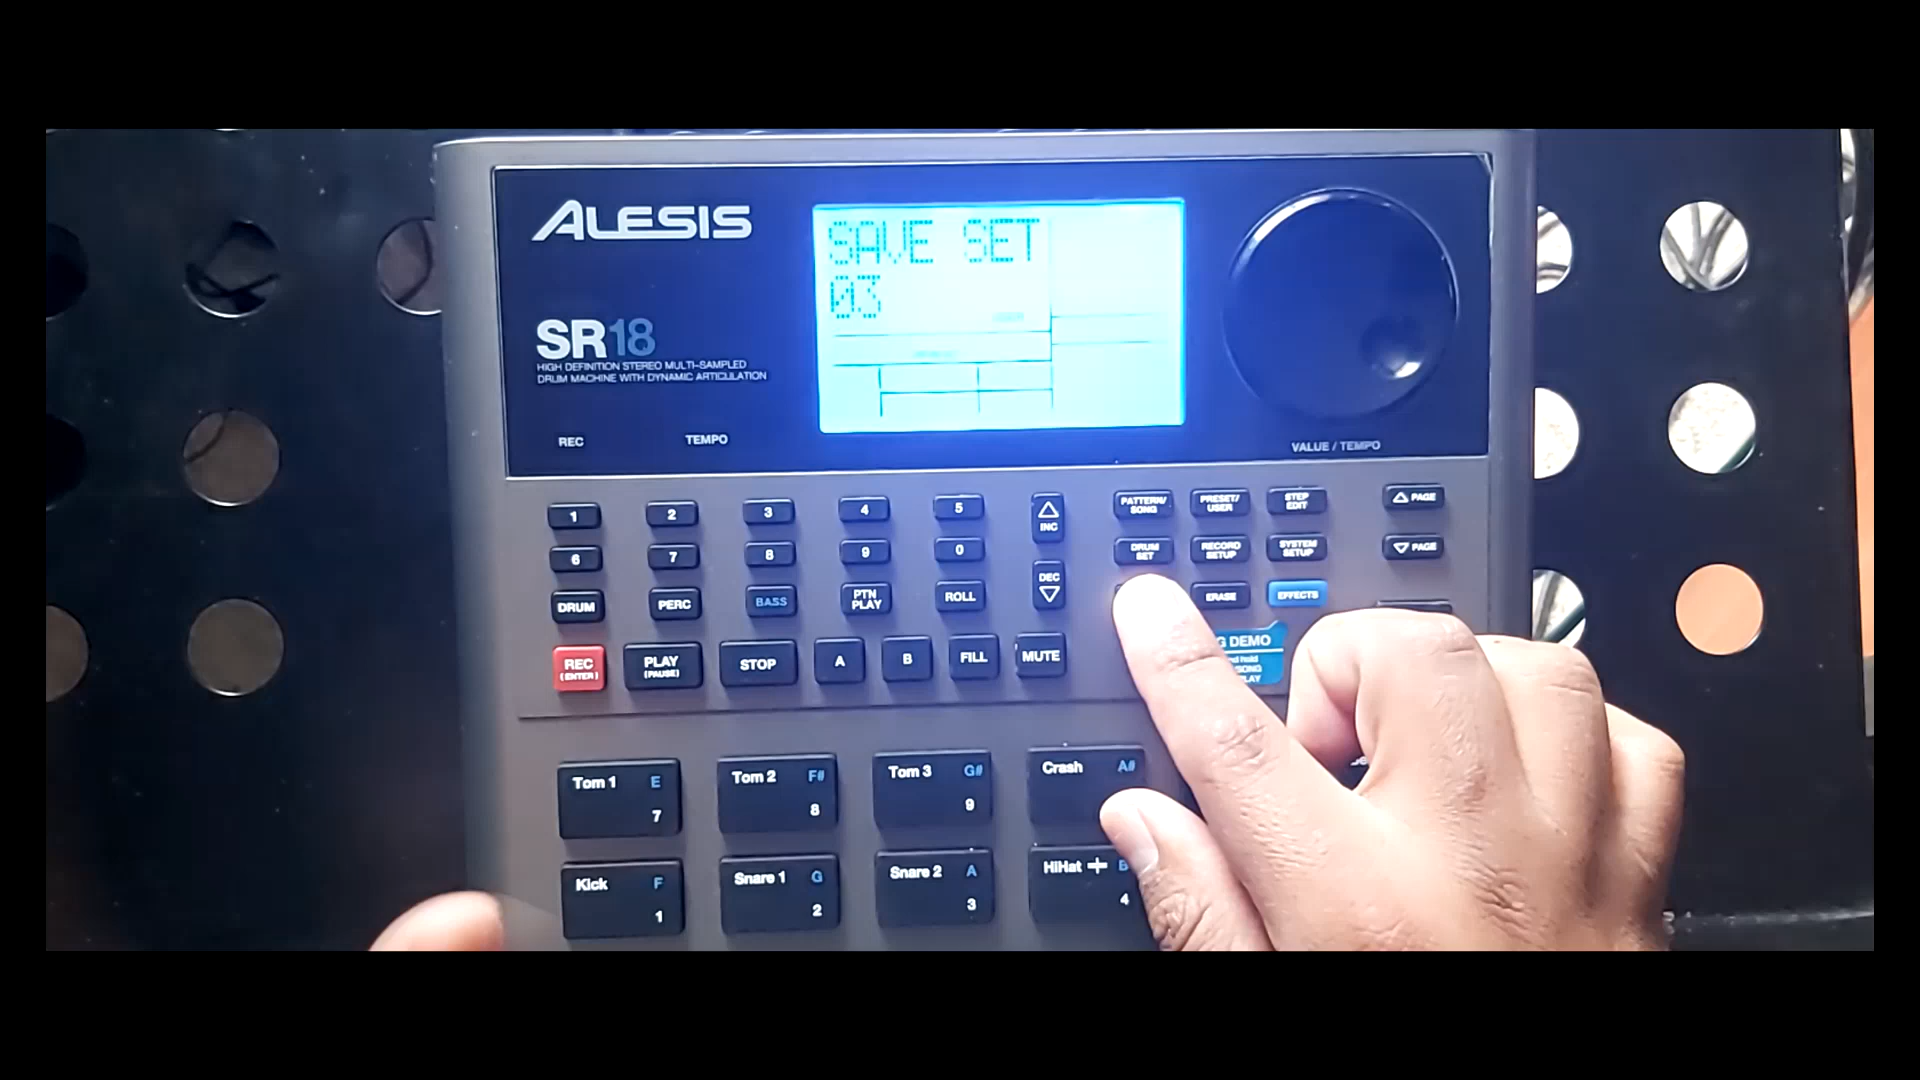 ALESIS
SAVE SET
03
SR18
HIGH DEFINITION STEREO MULTI-SAMPLED
DRUM MACHINE WITH DYNAMIC ARTICULATION
REC
TEMPO
VALUE / TEMPO
1
2
3
4
5
INC
PATTERN/
SONG
PRESET/
USER
STEP
EDIT
PAGE
6
7
8
9
0
DEC
DRUM
SET
RECORD
SETUP
SYSTEM
SETUP
PAGE
DRUM
PERC
BASS
PTN
PLAY
ROLL
ERASE
EFFECTS
REC
(ENTER)
PLAY
(PAUSE)
STOP
A
B
FILL
MUTE
G DEMO
nd hold
SONG
LAY
Tom 1 E
7
Tom 2 F#
8
Tom 3 G#
9
Crash A#
Kick F
1
Snare 1 G
2
Snare 2 A
3
HiHat B
4